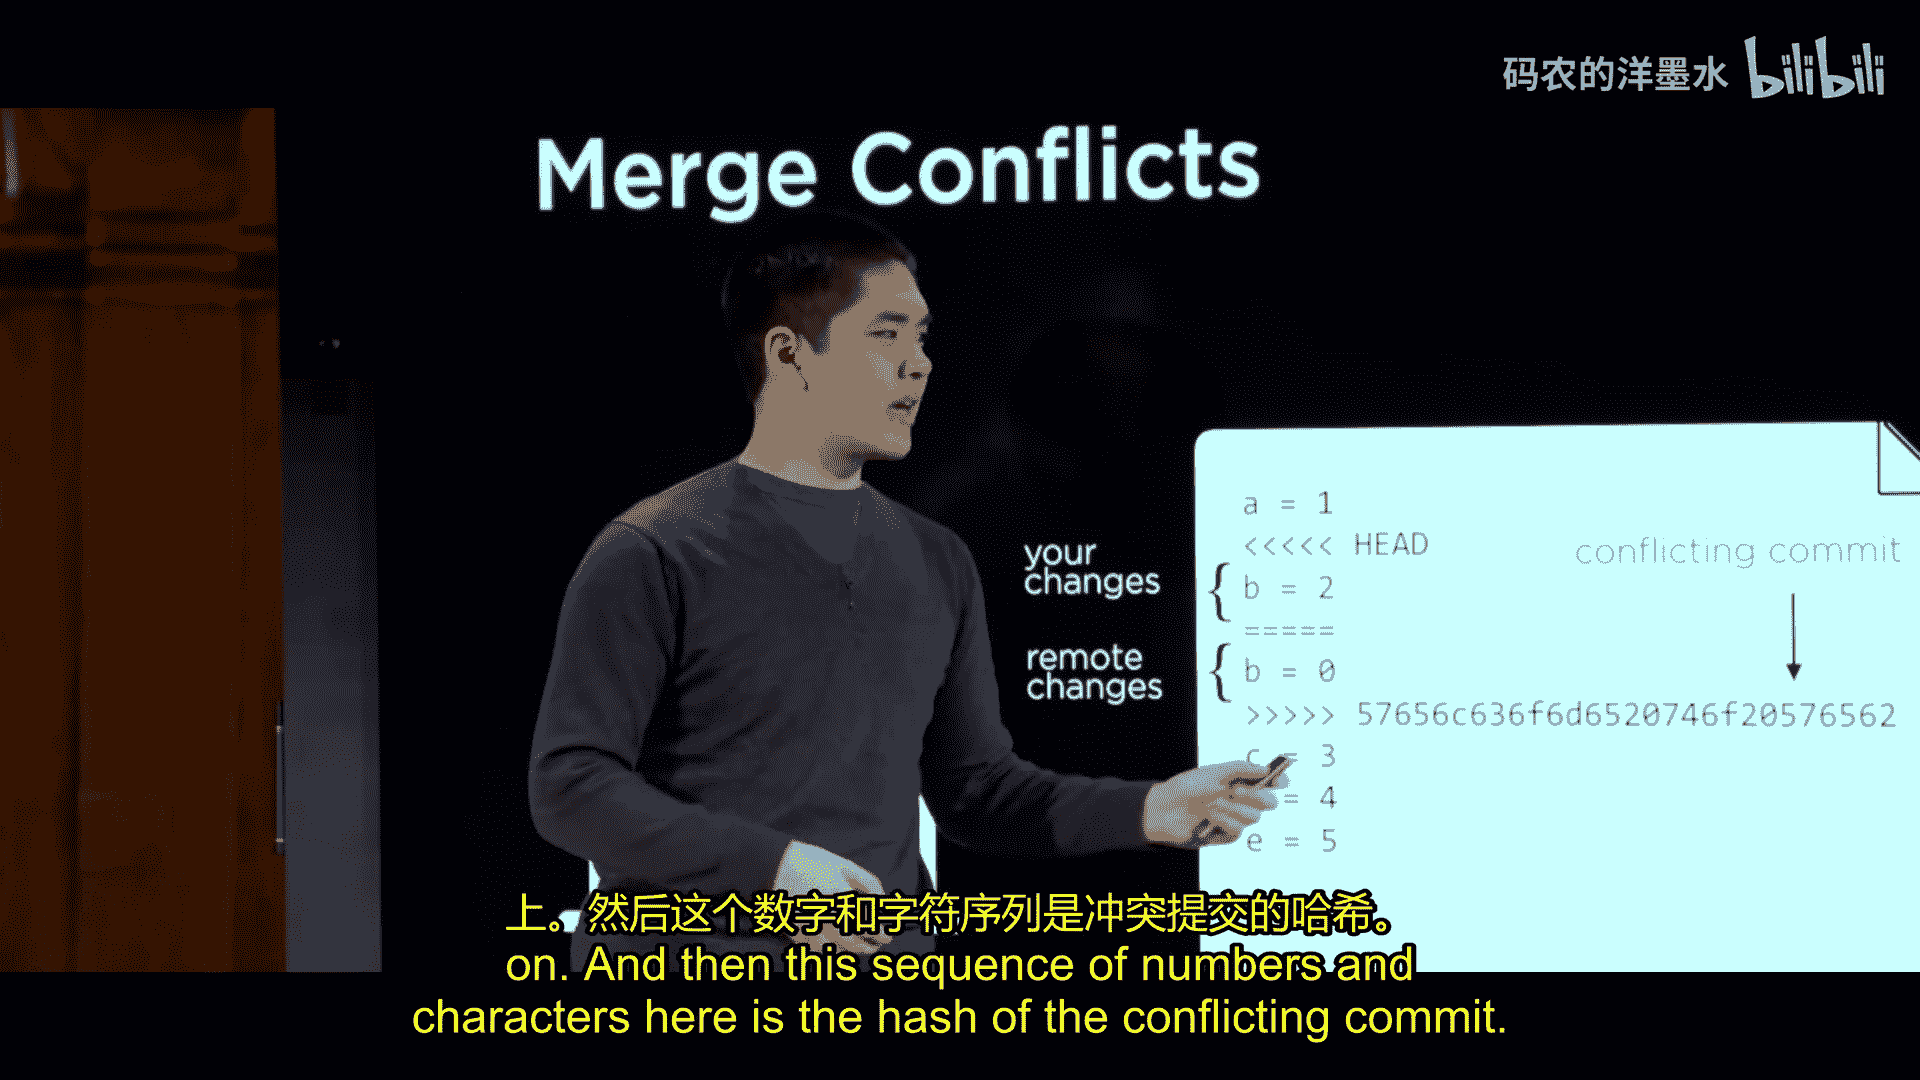 码农的洋墨水 bilibili
Merge Conflicts
a = 1
<<<<< HEAD
conflicting commit
your
changes
b = 2
=====
remote
changes
b = 0
>>>>> 57656c636f6d6520746f20576562
c = 3
= 4
e = 5
上。然后这个数字和字符序列是冲突提交的哈希。
on. And then this sequence of numbers and
characters here is the hash of the conflicting commit.